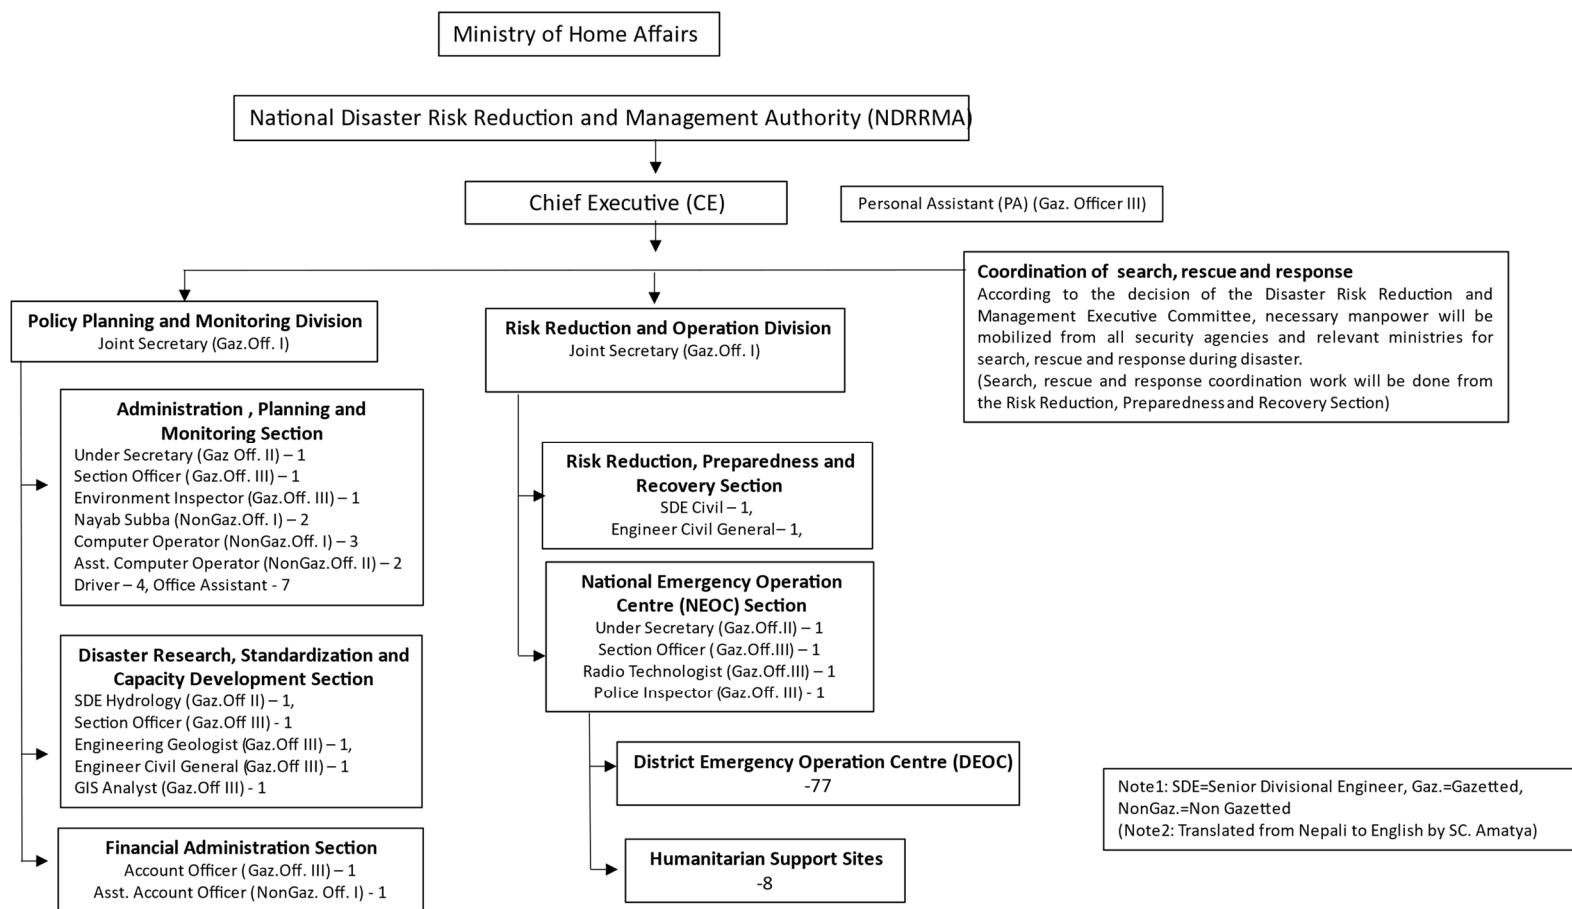 Ministry of Home Affairs
National Disaster Risk Reduction and Management Authority (NDRRMA)
Chief Executive (CE)
Personal Assistant (PA) (Gaz. Officer III)
Coordination of search, rescue and response
According to the decision of the Disaster Risk Reduction and
Management Executive Committee, necessary manpower will be
mobilized from all security agencies and relevant ministries for
search, rescue and response during disaster.
(Search, rescue and response coordination work will be done from
the Risk Reduction, Preparedness and Recovery Section)
Policy Planning and Monitoring Division
Joint Secretary (Gaz.Off. I)
Administration , Planning and
Monitoring Section
Under Secretary (Gaz Off. II) – 1
Section Officer (Gaz.Off. III) – 1
Environment Inspector (Gaz.Off. III) – 1
Nayab Subba (NonGaz.Off. I) – 2
Computer Operator (NonGaz.Off. I) – 3
Asst. Computer Operator (NonGaz.Off. II) – 2
Driver – 4, Office Assistant - 7
Disaster Research, Standardization and
Capacity Development Section
SDE Hydrology (Gaz.Off II) – 1,
Section Officer (Gaz.Off III) - 1
Engineering Geologist (Gaz.Off III) – 1,
Engineer Civil General (Gaz.Off III) – 1
GIS Analyst (Gaz.Off III) - 1
Financial Administration Section
Account Officer (Gaz.Off. III) – 1
Asst. Account Officer (NonGaz. Off. I) - 1
Risk Reduction and Operation Division
Joint Secretary (Gaz.Off. I)
Risk Reduction, Preparedness and
Recovery Section
SDE Civil – 1,
Engineer Civil General– 1,
National Emergency Operation
Centre (NEOC) Section
Under Secretary (Gaz.Off.II) – 1
Section Officer (Gaz.Off.III) – 1
Radio Technologist (Gaz.Off.III) – 1
Police Inspector (Gaz.Off. III) - 1
District Emergency Operation Centre (DEOC)
-77
Humanitarian Support Sites
-8
Note1: SDE=Senior Divisional Engineer, Gaz.=Gazetted,
NonGaz.=Non Gazetted
(Note2: Translated from Nepali to English by SC. Amatya)